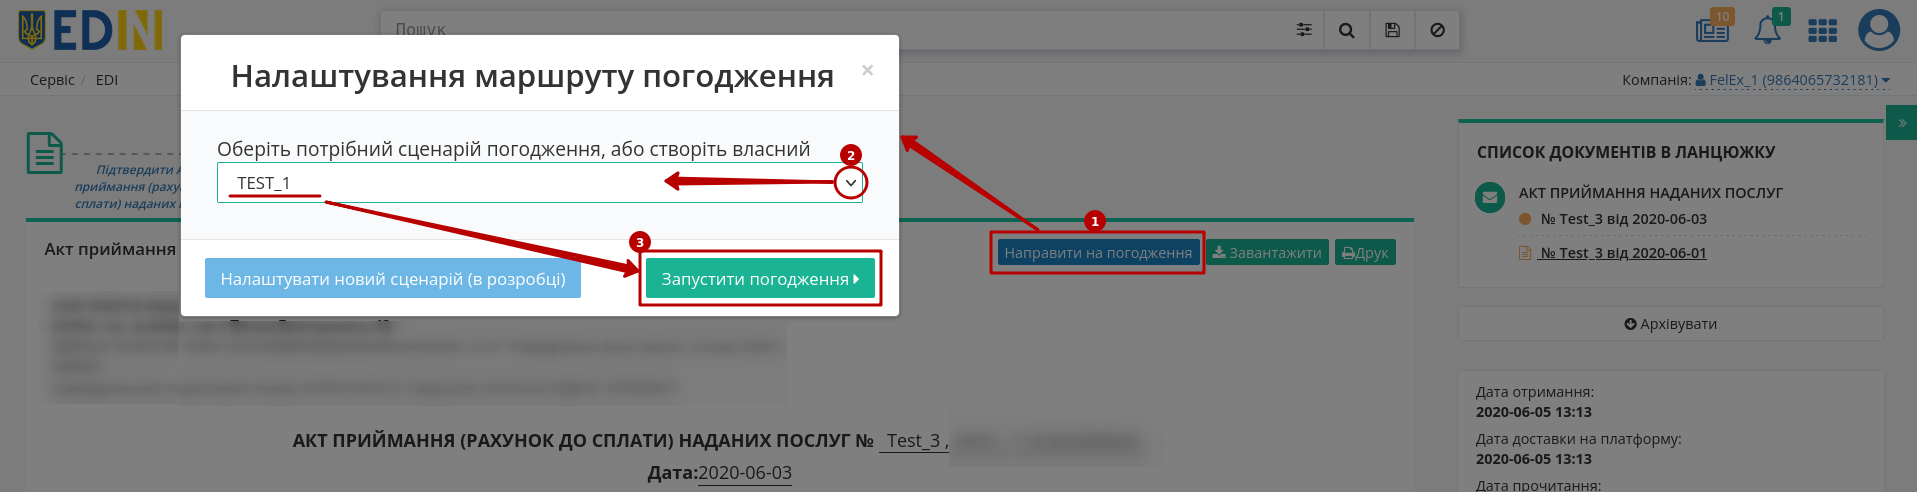 EDIN
Пошук
10
1
Сервіс / EDI
Компанія: FelEx_1 (9864065732181)
Налаштування маршруту погодження
×
Оберіть потрібний сценарій погодження, або створіть власний
2
TEST_1
3
Налаштувати новий сценарій (в розробці)
Запустити погодження
Підтвердити
приймання (раху
сплати) наданих
Акт приймання
1
Направити на погодження
Завантажити
Друк
АКТ ПРИЙМАННЯ (РАХУНОК ДО СПЛАТИ) НАДАНИХ ПОСЛУГ № Test_3 ,
Дата:2020-06-03
»
СПИСОК ДОКУМЕНТІВ В ЛАНЦЮЖКУ
АКТ ПРИЙМАННЯ НАДАНИХ ПОСЛУГ
№ Test_3 від 2020-06-03
№ Test_3 від 2020-06-01
Архівувати
Дата отримання:
2020-06-05 13:13
Дата доставки на платформу:
2020-06-05 13:13
Дата прочитання: